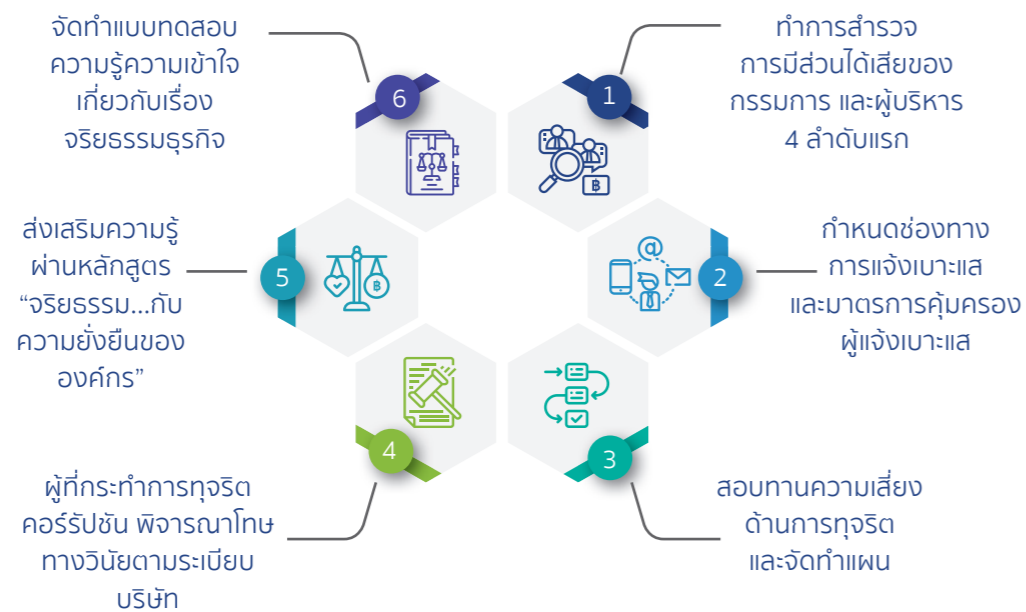 1
ทำการสำรวจ
การมีส่วนได้เสียของ
กรรมการ และผู้บริหาร
4 ลำดับแรก
2
กำหนดช่องทาง
การแจ้งเบาะแส
และมาตรการคุ้มครอง
ผู้แจ้งเบาะแส
3
สอบทานความเสี่ยง
ด้านการทุจริต
และจัดทำแผน
4
ผู้ที่กระทำการทุจริต
คอร์รัปชัน พิจารณาโทษ
ทางวินัยตามระเบียบ
บริษัท
5
ส่งเสริมความรู้
ผ่านหลักสูตร
“จริยธรรม...กับ
ความยั่งยืนของ
องค์กร”
6
จัดทำแบบทดสอบ
ความรู้ความเข้าใจ
เกี่ยวกับเรื่อง
จริยธรรมธุรกิจ
฿
@
฿